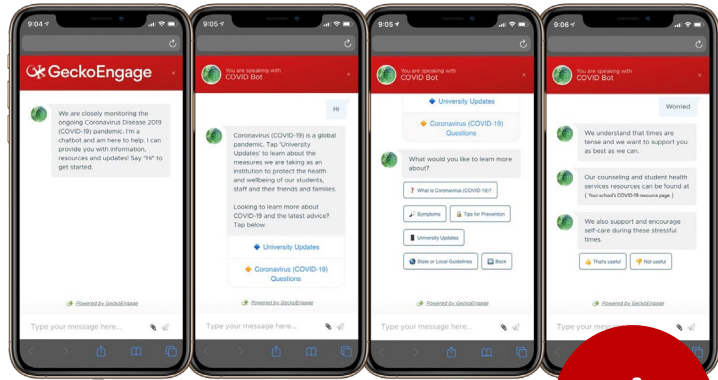 9:04
GeckoEngage
×
We are closely monitoring the
ongoing Coronavirus Disease 2019
(COVID-19) pandemic. I'm a
chatbot and am here to help. I can
provide you with information,
resources and updates! Say "Hi" to
get started.
Powered by GeckoEngage
Type your message here...
9:05
You are speaking with
COVID Bot
×
Hi
Coronavirus (COVID-19) is a global
pandemic. Tap 'University
Updates' to learn about the
measures we are taking as an
institution to protect the health
and wellbeing of our students,
staff and their friends and families.
Looking to learn more about
COVID-19 and the latest advice?
Tap below.
University Updates
Coronavirus (COVID-19)
Questions
Powered by GeckoEngage
Type your message here...
9:05
You are speaking with
COVID Bot
×
University Updates
Coronavirus (COVID-19)
Questions
What would you like to learn more
about?
❓ What is Coronavirus (COVID-19)?
Symptoms
Tips for Prevention
University Updates
State or Local Guidelines
Back
Powered by GeckoEngage
Type your message here...
9:06
You are speaking with
COVID Bot
×
Worried
We understand that times are
tense and we want to support you
as best as we can.
Our counseling and student health
services resources can be found at
( Your school's COVID-19 resource page )
We also support and encourage
self-care during these stressful
times.
That's useful
Not useful
Powered by GeckoEngage
Type your message here...